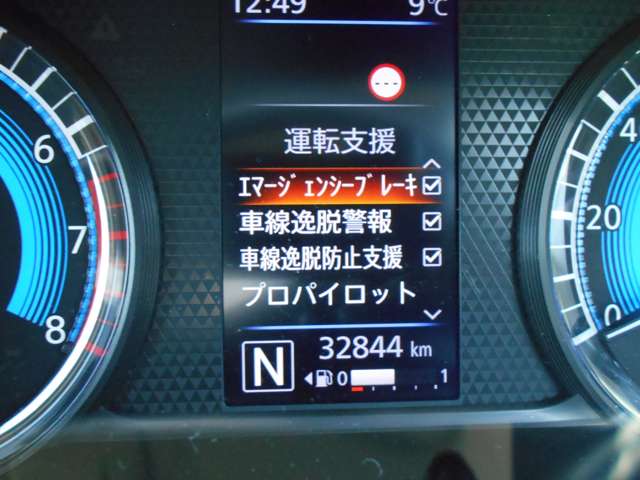 12:49 9℃
---
運転支援
ｴﾏｰｼﾞｪﾝｼｰﾌﾞﾚｰｷ
車線逸脱警報
車線逸脱防止支援
プロパイロット
N 32844 km
0 1
6
7
8
4
20
0